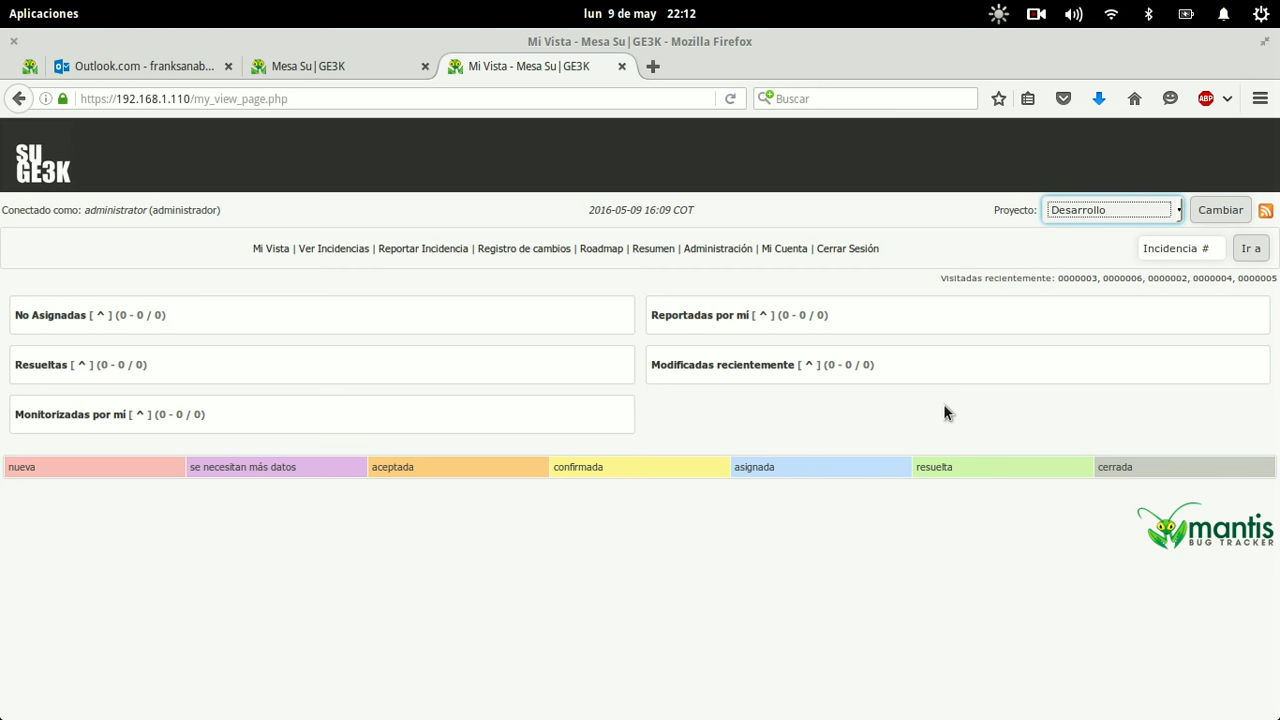 Aplicaciones
lun 9 de may 22:12
Mi Vista - Mesa Su|GE3K - Mozilla Firefox
Outlook.com - franksanab...
Mesa Su|GE3K
Mi Vista - Mesa Su|GE3K
https://192.168.1.110/my_view_page.php
Buscar
ABP
SU
GE3K
Conectado como: administrator (administrador)
2016-05-09 16:09 COT
Proyecto: Desarrollo Cambiar
Mi Vista | Ver Incidencias | Reportar Incidencia | Registro de cambios | Roadmap | Resumen | Administración | Mi Cuenta | Cerrar Sesión
Incidencia # Ir a
Visitadas recientemente: 0000003, 0000006, 0000002, 0000004, 0000005
No Asignadas [ ^ ] (0 - 0 / 0)
Reportadas por mí [ ^ ] (0 - 0 / 0)
Resueltas [ ^ ] (0 - 0 / 0)
Modificadas recientemente [ ^ ] (0 - 0 / 0)
Monitorizadas por mí [ ^ ] (0 - 0 / 0)
nueva
se necesitan más datos
aceptada
confirmada
asignada
resuelta
cerrada
mantis
BUG TRACKER